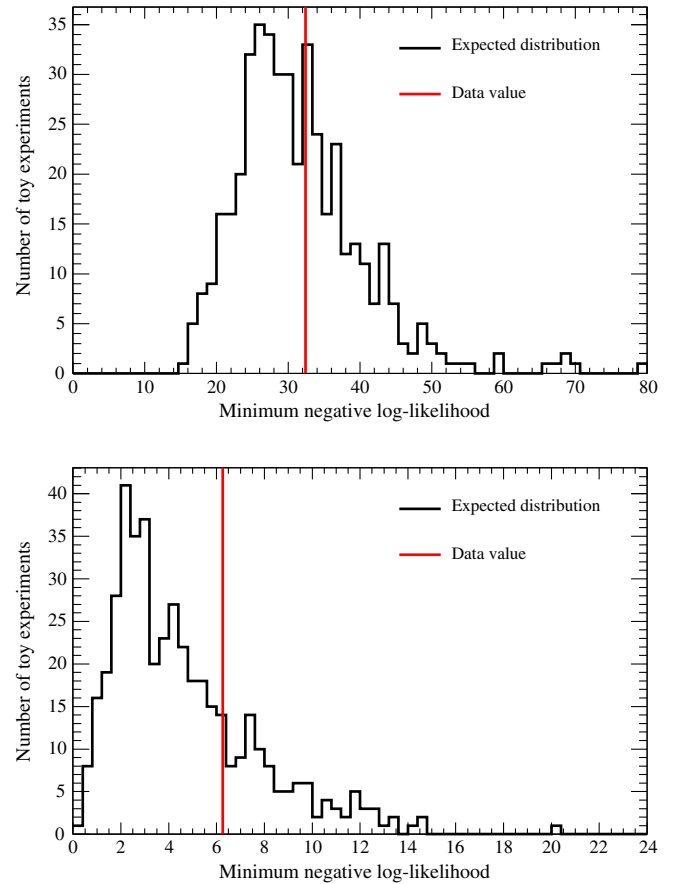 35
30
25
20
15
10
5
0
Number of toy experiments
Expected distribution
Data value
0 10 20 30 40 50 60 70 80
Minimum negative log-likelihood
40
35
30
25
20
15
10
5
0
Number of toy experiments
Expected distribution
Data value
0 2 4 6 8 10 12 14 16 18 20 22 24
Minimum negative log-likelihood